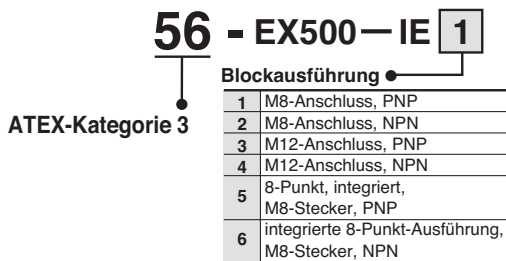 56 - EX500 — IE 1
Blockausführung
ATEX-Kategorie 3
1 M8-Anschluss, PNP
2 M8-Anschluss, NPN
3 M12-Anschluss, PNP
4 M12-Anschluss, NPN
5 8-Punkt, integriert,
M8-Stecker, PNP
6 integrierte 8-Punkt-Ausführung,
M8-Stecker, NPN